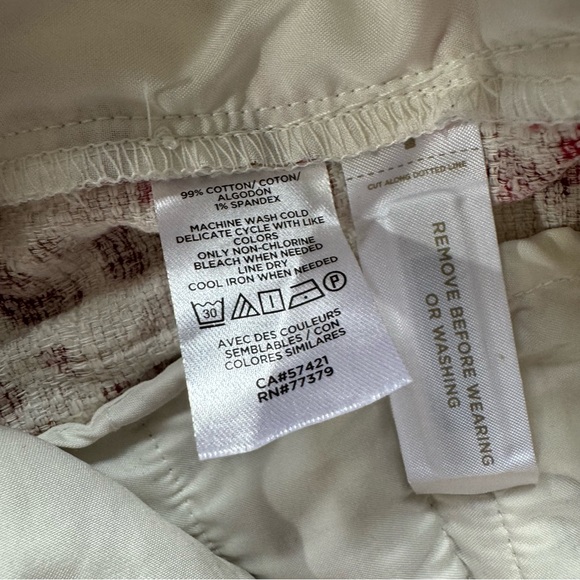 99% COTTON/ COTON/
ALGODÓN
1% SPANDEX
MACHINE WASH COLD
DELICATE CYCLE WITH LIKE
COLORS
ONLY NON-CHLORINE
BLEACH WHEN NEEDED
LINE DRY
COOL IRON WHEN NEEDED
30
P
AVEC DES COULEURS
SEMBLABLES / CON
COLORES SIMILARES
CA#57421
RN#77379
CUT ALONG DOTTED LINE
REMOVE BEFORE WEARING
OR WASHING